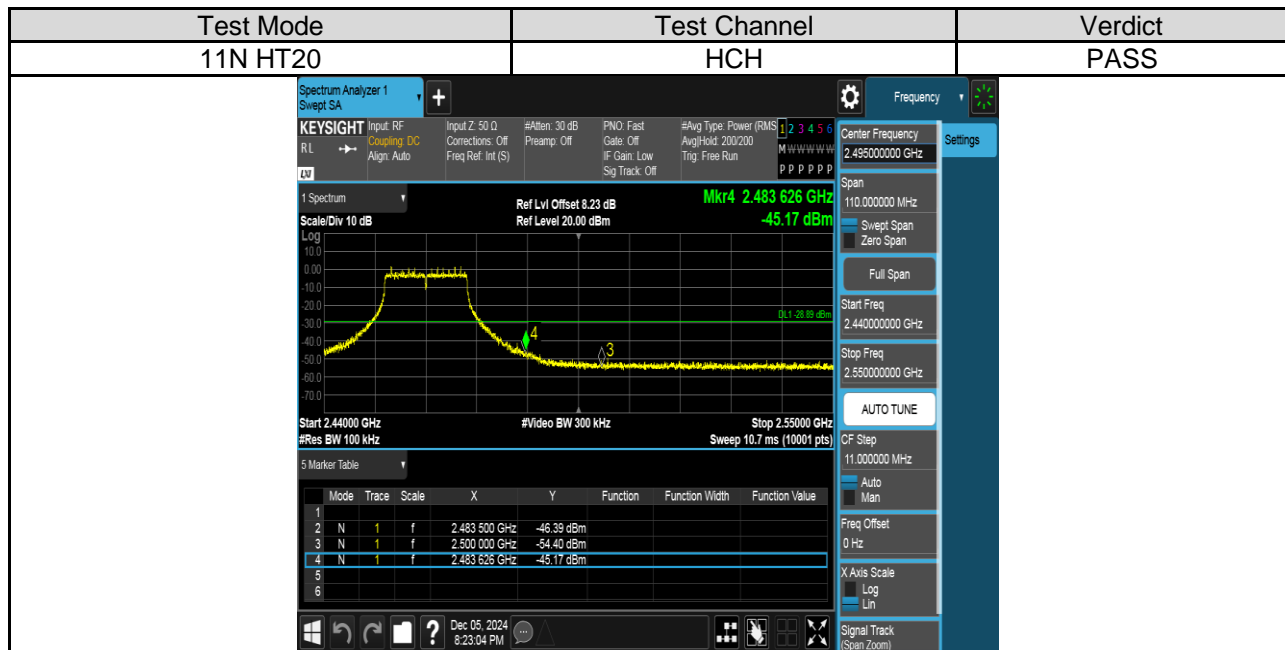 Test Mode Test Channel Verdict
11N HT20 HCH PASS
Spectrum Analyzer 1
Swept SA
+
Frequency
KEYSIGHT
RL
LXI
Input: RF
Coupling: DC
Align: Auto
Input Z: 50 Ω
Corrections: Off
Freq Ref: Int (S)
#Atten: 30 dB
Preamp: Off
PNO: Fast
Gate: Off
IF Gain: Low
Sig Track: Off
#Avg Type: Power (RMS
Avg|Hold: 200/200
Trig: Free Run
1 2 3 4 5 6
M W W W W W
P P P P P P
1 Spectrum
Scale/Div 10 dB
Ref Lvl Offset 8.23 dB
Ref Level 20.00 dBm
Mkr4 2.483 626 GHz
-45.17 dBm
Log
10.0
0.00
-10.0
-20.0
-30.0
-40.0
-50.0
-60.0
-70.0
DL1 -28.89 dBm
4
3
Start 2.44000 GHz #Video BW 300 kHz Stop 2.55000 GHz
#Res BW 100 kHz Sweep 10.7 ms (10001 pts)
5 Marker Table
Mode Trace Scale X Y Function Function Width Function Value
1
2 N 1 f 2.483 500 GHz -46.39 dBm
3 N 1 f 2.500 000 GHz -54.40 dBm
4 N 1 f 2.483 626 GHz -45.17 dBm
5
6
?
Dec 05, 2024
8:23:04 PM
Center Frequency
2.495000000 GHz
Settings
Span
110.000000 MHz
Swept Span
Zero Span
Full Span
Start Freq
2.440000000 GHz
Stop Freq
2.550000000 GHz
AUTO TUNE
CF Step
11.000000 MHz
Auto
Man
Freq Offset
0 Hz
X Axis Scale
Log
Lin
Signal Track
(Span Zoom)